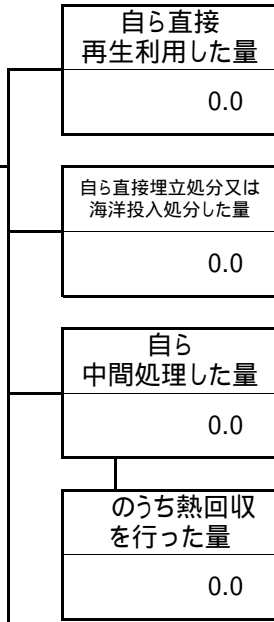 自ら直接
再生利用した量
0.0
自ら直接埋立処分又は
海洋投入処分した量
0.0
自ら
中間処理した量
0.0
のうち熱回収
を行った量
0.0